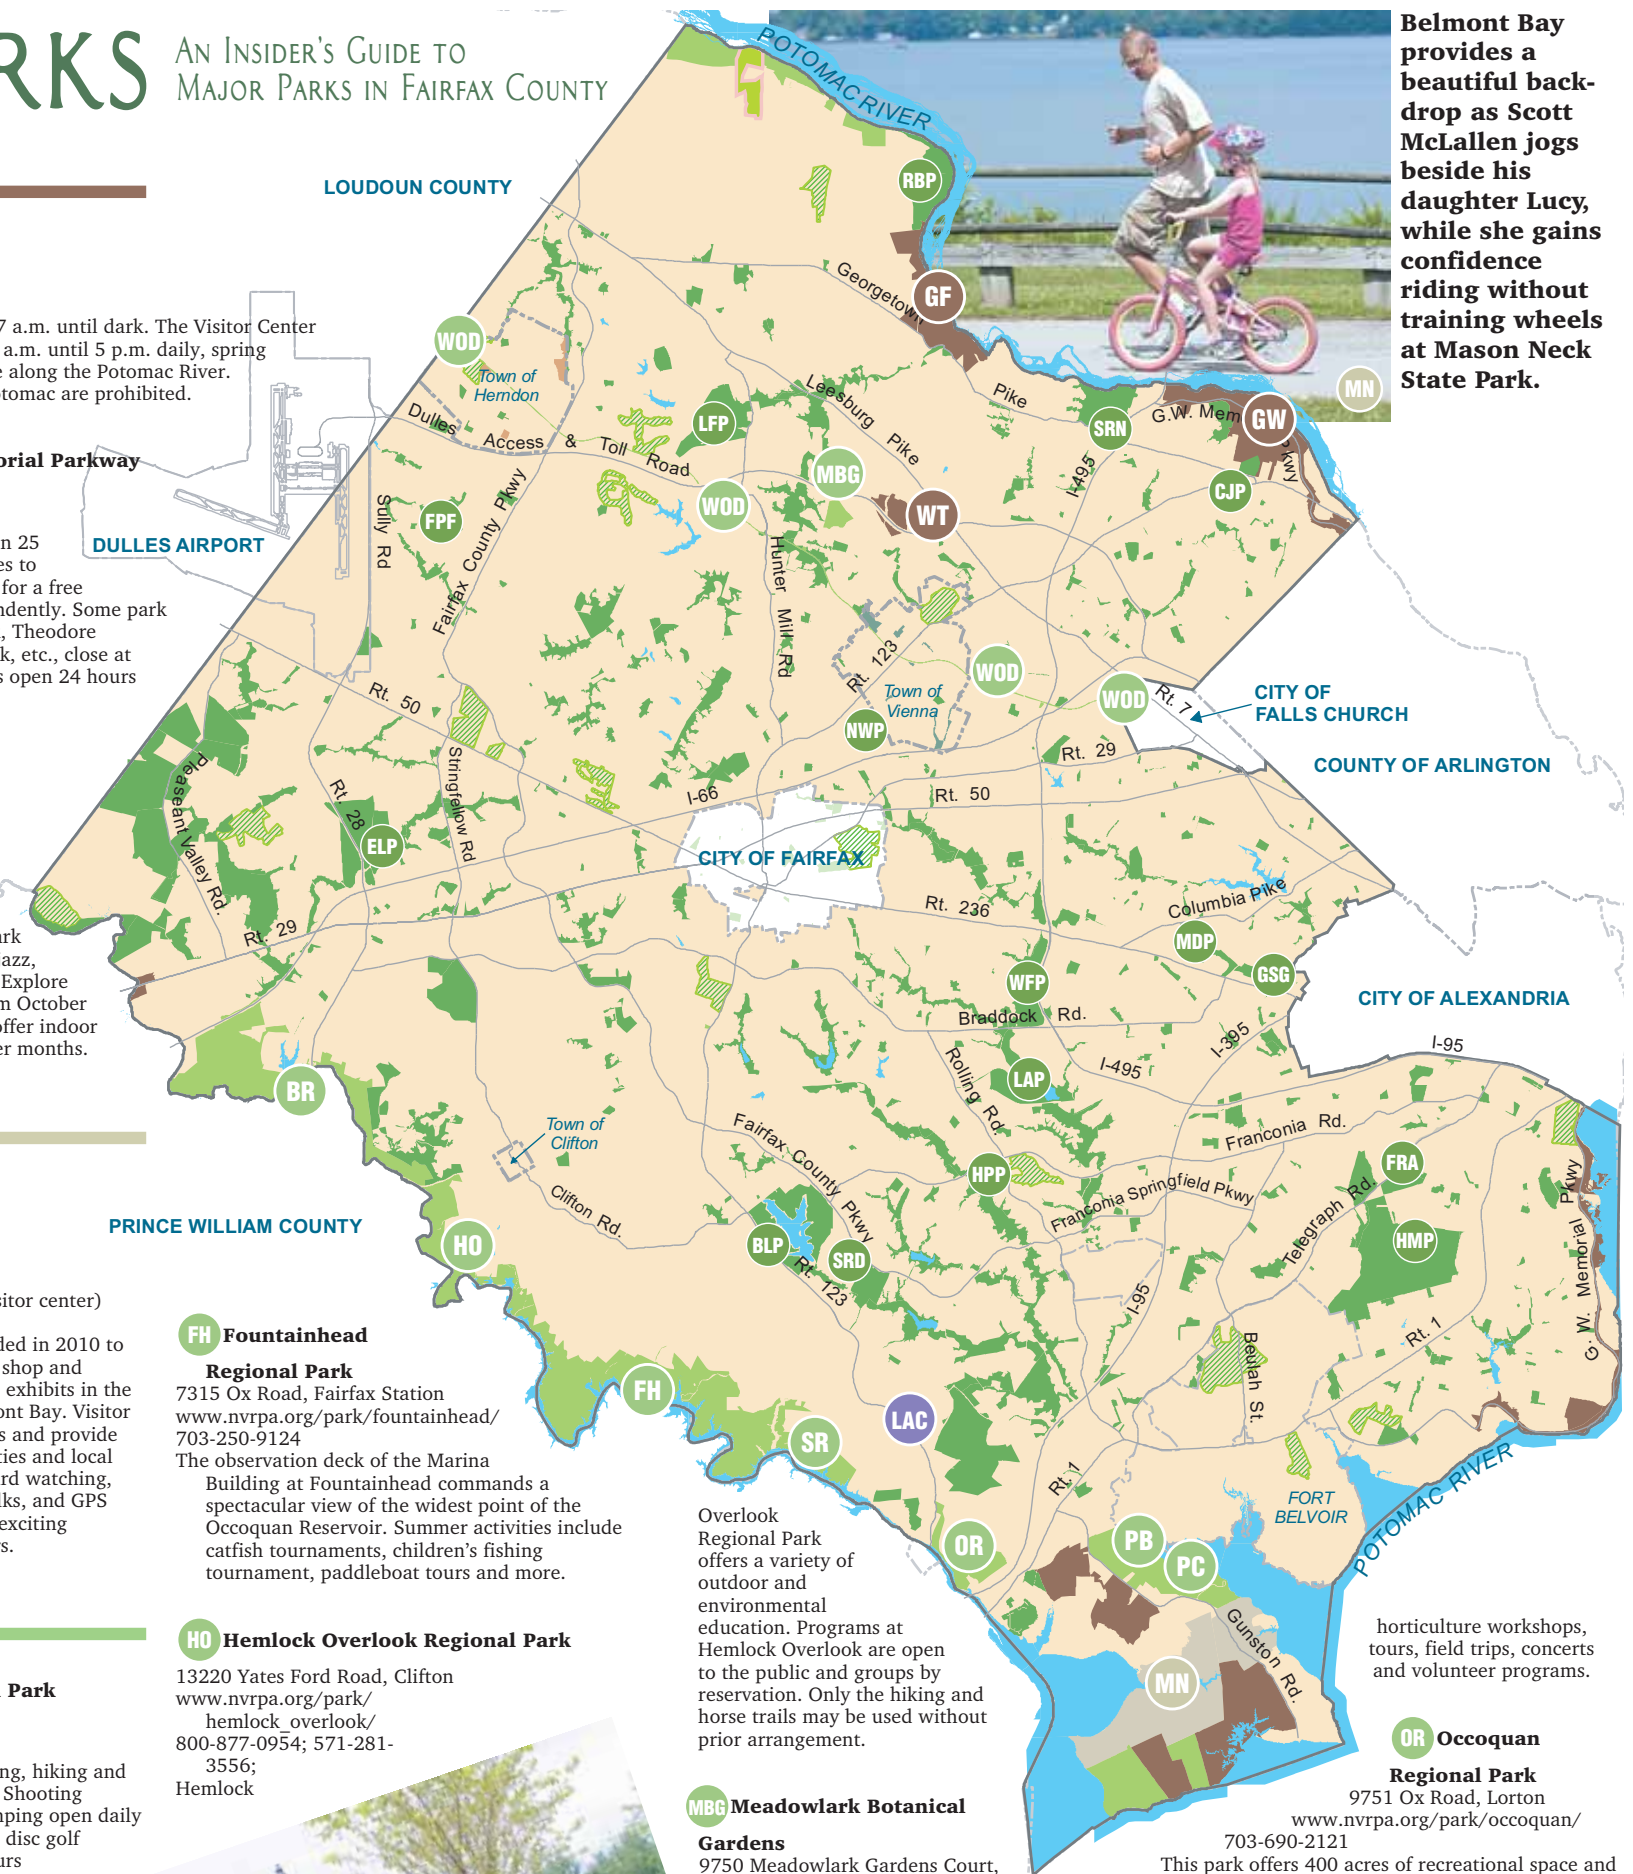 RKS
AN INSIDER'S GUIDE TO
MAJOR PARKS IN FAIRFAX COUNTY
Belmont Bay
provides a
beautiful back-
drop as Scott
McLallen jogs
beside his
daughter Lucy,
while she gains
confidence
riding without
training wheels
at Mason Neck
State Park.
MN
7 a.m. until dark. The Visitor Center
a.m. until 5 p.m. daily, spring
along the Potomac River.
tomac are prohibited.
orial Parkway
n 25
es to
for a free
ndently. Some park
, Theodore
k, etc., close at
s open 24 hours
ark
Jazz,
Explore
m October
offer indoor
er months.
sitor center)
ded in 2010 to
shop and
exhibits in the
ont Bay. Visitor
s and provide
ties and local
rd watching,
lks, and GPS
exciting
rs.
Park
ng, hiking and
Shooting
nping open daily
disc golf
urs
POTOMAC RIVER
LOUDOUN COUNTY
RBP
Georgetown
GF
WOD
Town of
Herndon
Pike
Leesburg
Pike
Dulles
Access
&
Toll
Road
LFP
SRN
G.W. Mem
GW
Pkwy
MBG
I-495
CJP
WOD
WT
FPF
Sully Rd
Fairfax County Pkwy
DULLES AIRPORT
Hunter Mill Rd
Rt. 123
WOD
Town of
Vienna
WOD
Rt. 7
CITY OF
FALLS CHURCH
NWP
Rt. 50
Rt. 29
COUNTY OF ARLINGTON
Pleasant Valley Rd.
Rt. 28
Stringfellow Rd
I-66
Rt. 50
ELP
CITY OF FAIRFAX
Rt. 236
Columbia Pike
Rt. 29
MDP
GSG
WFP
CITY OF ALEXANDRIA
Braddock Rd.
I-395
I-95
BR
Rolling Rd.
LAP
I-495
Town of
Clifton
Fairfax County Pkwy
Franconia Rd.
FRA
HPP
Franconia Springfield Pkwy
Clifton Rd.
Telegraph Rd.
PRINCE WILLIAM COUNTY
HO
BLP
SRD
HMP
Rt. 123
I-95
G. W. Memorial Pkwy
Rt. 1
Beulah St.
FH
LAC
SR
Rt. 1
FORT
BELVOIR
POTOMAC RIVER
OR
PB
PC
Gunston Rd.
MN
FH Fountainhead
Regional Park
7315 Ox Road, Fairfax Station
www.nvrpa.org/park/fountainhead/
703-250-9124
The observation deck of the Marina
Building at Fountainhead commands a
spectacular view of the widest point of the
Occoquan Reservoir. Summer activities include
catfish tournaments, children's fishing
tournament, paddleboat tours and more.
HO Hemlock Overlook Regional Park
13220 Yates Ford Road, Clifton
www.nvrpa.org/park/
hemlock_overlook/
800-877-0954; 571-281-
3556;
Hemlock
Overlook
Regional Park
offers a variety of
outdoor and
environmental
education. Programs at
Hemlock Overlook are open
to the public and groups by
reservation. Only the hiking and
horse trails may be used without
prior arrangement.
MBG Meadowlark Botanical
Gardens
9750 Meadowlark Gardens Court,
horticulture workshops,
tours, field trips, concerts
and volunteer programs.
OR Occoquan
Regional Park
9751 Ox Road, Lorton
www.nvrpa.org/park/occoquan/
703-690-2121
This park offers 400 acres of recreational space and